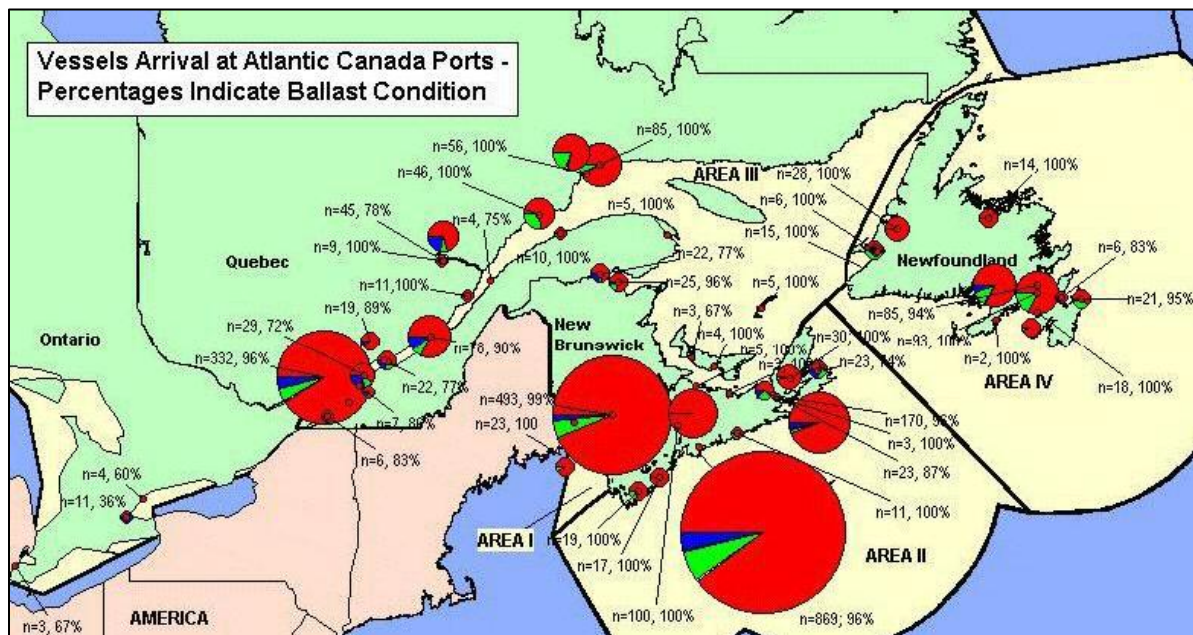 Vessels Arrival at Atlantic Canada Ports -
Percentages Indicate Ballast Condition
n=85, 100%
n=56, 100%
n=46, 100%
AREA III
n=14, 100%
n=28, 100%
n=6, 100%
n=45, 78%
n=4, 75%
n=5, 100%
n=15, 100%
n=9, 100%
Quebec
n=10, 100%
n=22, 77%
Newfoundland
n=6, 83%
n=11,100%
n=25, 96%
n=5, 100%
n=21, 95%
n=19, 89%
n=3, 67%
n=85, 94%
n=29, 72%
New
Brunswick
n=4, 100%
n=30, 100%
n=93, 100%
Ontario
n=332, 96%
n=78, 90%
n=5, 100%
n=2, 100%
n=22, 77%
AREA IV
n=18, 100%
n=493, 99%
n=170,
n=23, 100
n=7,
n=3, 100%
n=6, 83%
n=23, 87%
n=4, 60%
n=11, 36%
n=11, 100%
AREA I
n=19, 100%
AREA II
n=17, 100%
AMERICA
n=100, 100%
n=869; 96%
n=3, 67%